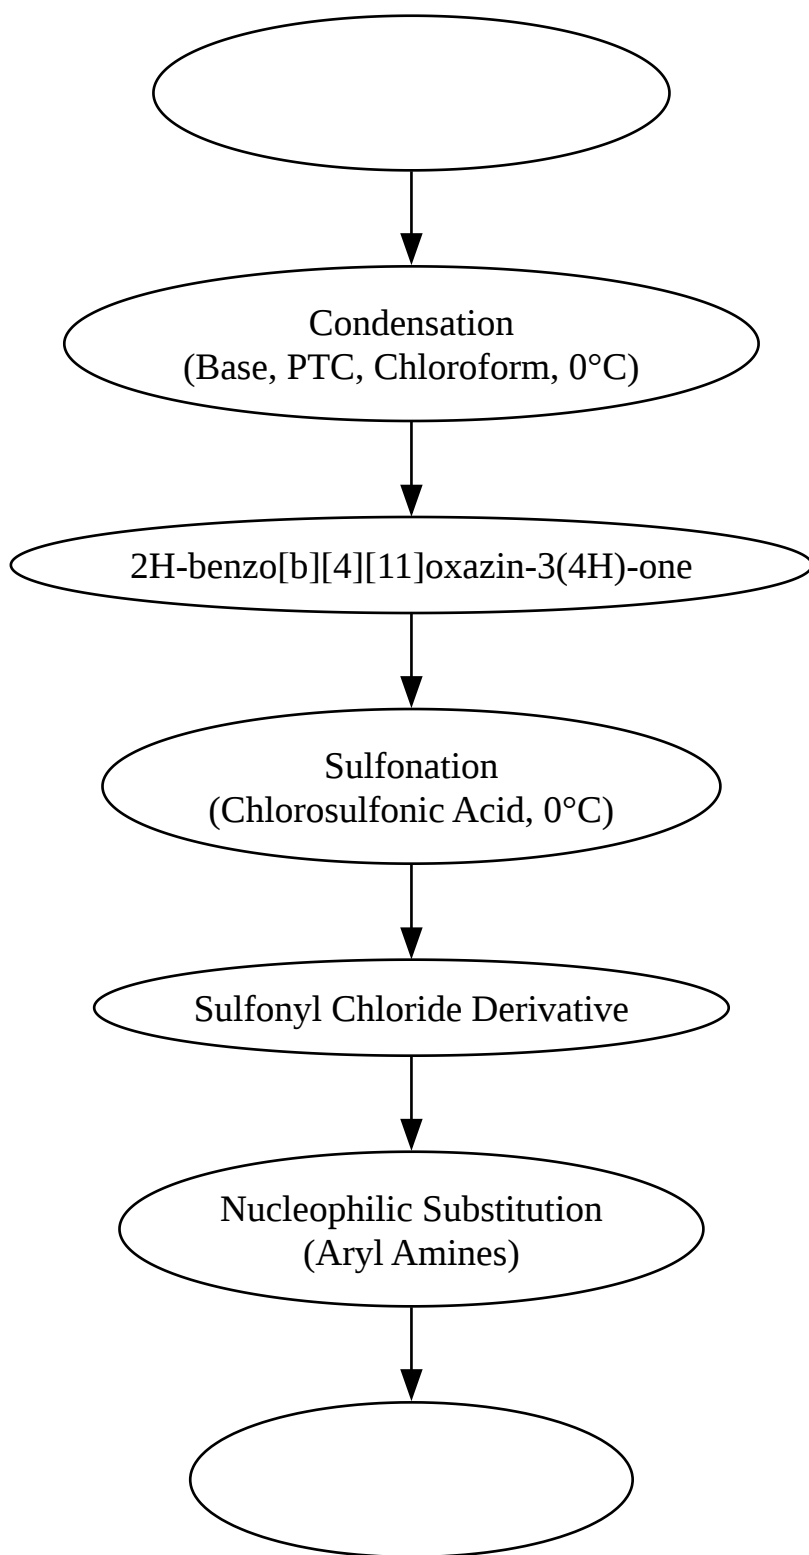 Condensation
(Base, PTC, Chloroform, 0°C)
2H-benzo[b][4][11]oxazin-3(4H)-one
Sulfonation
(Chlorosulfonic Acid, 0°C)
Sulfonyl Chloride Derivative
Nucleophilic Substitution
(Aryl Amines)